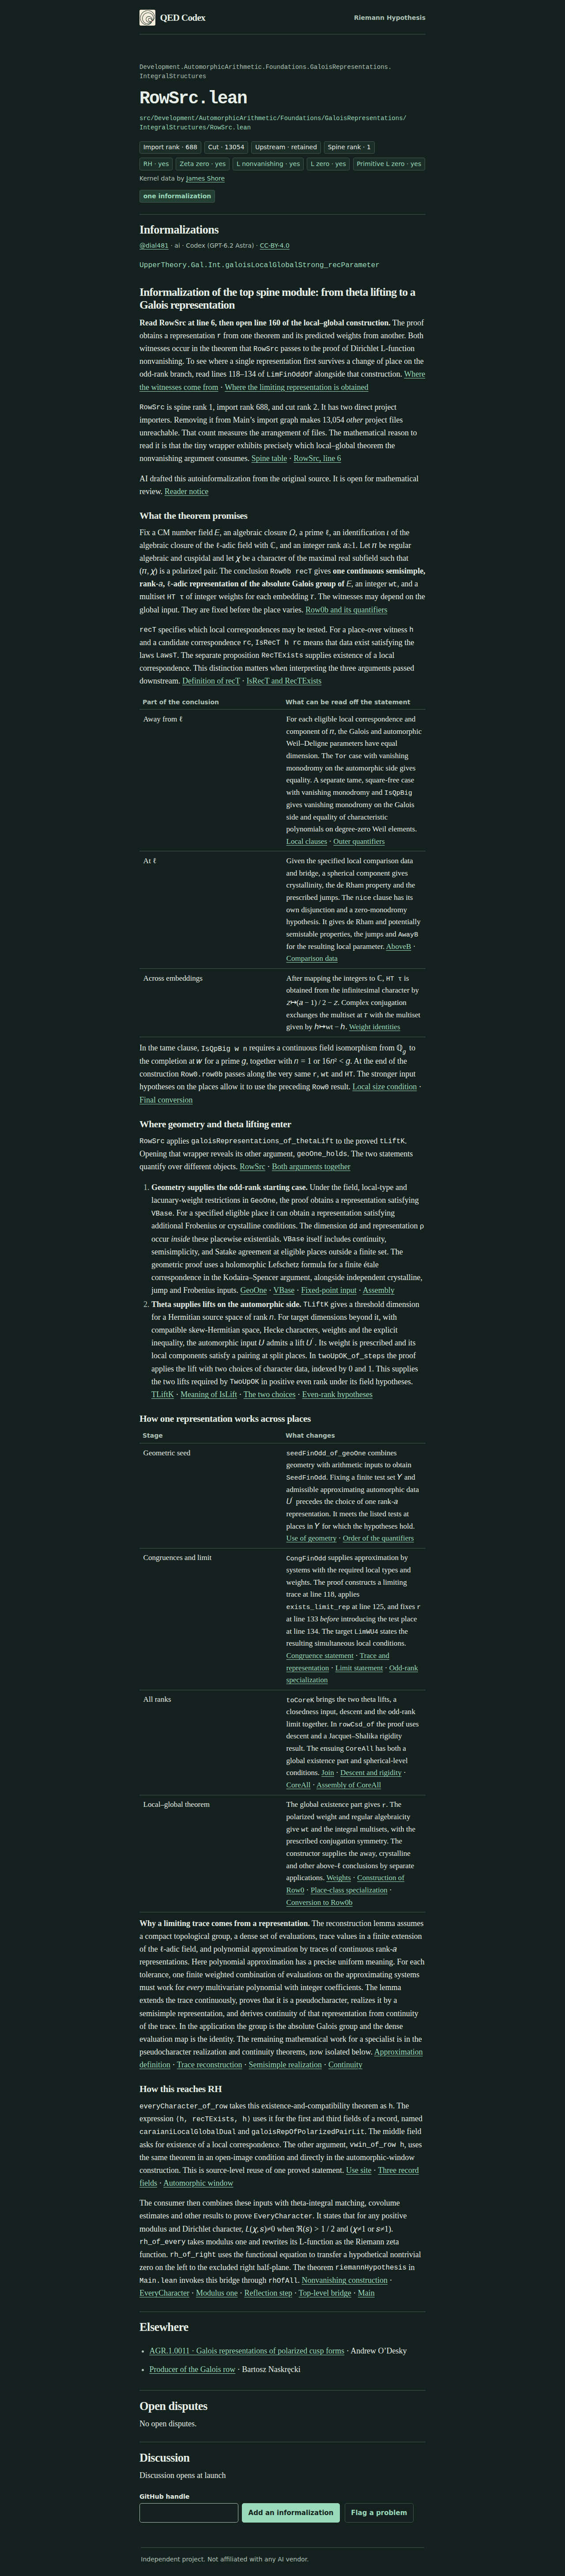 QED Codex
Riemann Hypothesis
Development.AutomorphicArithmetic.Foundations.GaloisRepresentations.
IntegralStructures
RowSrc.lean
src/Development/AutomorphicArithmetic/Foundations/GaloisRepresentations/
IntegralStructures/RowSrc.lean
Import rank · 688
Cut · 13054
Upstream · retained
Spine rank · 1
RH · yes
Zeta zero · yes
L nonvanishing · yes
L zero · yes
Primitive L zero · yes
Kernel data by James Shore
one informalization
Informalizations
@dial481 · ai · Codex (GPT-6.2 Astra) · CC-BY-4.0
UpperTheory.Gal.Int.galoisLocalGlobalStrong_recParameter
Informalization of the top spine module: from theta lifting to a
Galois representation
Read RowSrc at line 6, then open line 160 of the local–global construction. The proof
obtains a representation r from one theorem and its predicted weights from another. Both
witnesses occur in the theorem that RowSrc passes to the proof of Dirichlet L-function
nonvanishing. To see where a single representation first survives a change of place on the
odd-rank branch, read lines 118–134 of LimFinOddOf alongside that construction. Where
the witnesses come from · Where the limiting representation is obtained
RowSrc is spine rank 1, import rank 688, and cut rank 2. It has two direct project
importers. Removing it from Main’s import graph makes 13,054 other project files
unreachable. That count measures the arrangement of files. The mathematical reason to
read it is that the tiny wrapper exhibits precisely which local–global theorem the
nonvanishing argument consumes. Spine table · RowSrc, line 6
AI drafted this autoinformalization from the original source. It is open for mathematical
review. Reader notice
What the theorem promises
Fix a CM number field E, an algebraic closure Ω, a prime ℓ, an identification ι of the
algebraic closure of the ℓ-adic field with ℂ, and an integer rank a≥1. Let π be regular
algebraic and cuspidal and let χ be a character of the maximal real subfield such that
(π, χ) is a polarized pair. The conclusion Row0b recT gives one continuous semisimple,
rank-a, ℓ-adic representation of the absolute Galois group of E, an integer wt, and a
multiset HT τ of integer weights for each embedding τ. The witnesses may depend on the
global input. They are fixed before the place varies. Row0b and its quantifiers
recT specifies which local correspondences may be tested. For a place-over witness h
and a candidate correspondence rc, IsRecT h rc means that data exist satisfying the
laws LawsT. The separate proposition RecTExists supplies existence of a local
correspondence. This distinction matters when interpreting the three arguments passed
downstream. Definition of recT · IsRecT and RecTExists
Part of the conclusion
What can be read off the statement
Away from ℓ
For each eligible local correspondence and
component of π, the Galois and automorphic
Weil–Deligne parameters have equal
dimension. The Tor case with vanishing
monodromy on the automorphic side gives
equality. A separate tame, square-free case
with vanishing monodromy and IsQpBig
gives vanishing monodromy on the Galois
side and equality of characteristic
polynomials on degree-zero Weil elements.
Local clauses · Outer quantifiers
At ℓ
Given the specified local comparison data
and bridge, a spherical component gives
crystallinity, the de Rham property and the
prescribed jumps. The nice clause has its
own disjunction and a zero-monodromy
hypothesis. It gives de Rham and potentially
semistable properties, the jumps and AwayB
for the resulting local parameter. AboveB ·
Comparison data
Across embeddings
After mapping the integers to ℂ, HT τ is
obtained from the infinitesimal character by
z↦(a − 1) / 2 − z. Complex conjugation
exchanges the multiset at τ with the multiset
given by h↦wt − h. Weight identities
In the tame clause, IsQpBig w n requires a continuous field isomorphism from ℚg to
the completion at w for a prime g, together with n = 1 or 16n² < g. At the end of the
construction Row0.row0b passes along the very same r, wt and HT. The stronger input
hypotheses on the places allow it to use the preceding Row0 result. Local size condition ·
Final conversion
Where geometry and theta lifting enter
RowSrc applies galoisRepresentations_of_thetaLift to the proved tLiftK.
Opening that wrapper reveals its other argument, geoOne_holds. The two statements
quantify over different objects. RowSrc · Both arguments together
1. Geometry supplies the odd-rank starting case. Under the field, local-type and
lacunary-weight restrictions in GeoOne, the proof obtains a representation satisfying
VBase. For a specified eligible place it can obtain a representation satisfying
additional Frobenius or crystalline conditions. The dimension dd and representation ρ
occur inside these placewise existentials. VBase itself includes continuity,
semisimplicity, and Satake agreement at eligible places outside a finite set. The
geometric proof uses a holomorphic Lefschetz formula for a finite étale
correspondence in the Kodaira–Spencer argument, alongside independent crystalline,
jump and Frobenius inputs. GeoOne · VBase · Fixed-point input · Assembly
2. Theta supplies lifts on the automorphic side. TLiftK gives a threshold dimension
for a Hermitian source space of rank n. For target dimensions beyond it, with
compatible skew-Hermitian space, Hecke characters, weights and the explicit
inequality, the automorphic input U admits a lift U′. Its weight is prescribed and its
local components satisfy a pairing at split places. In twoUpOK_of_steps the proof
applies the lift with two choices of character data, indexed by 0 and 1. This supplies
the two lifts required by TwoUpOK in positive even rank under its field hypotheses.
TLiftK · Meaning of IsLift · The two choices · Even-rank hypotheses
How one representation works across places
Stage
What changes
Geometric seed
seedFinOdd_of_geoOne combines
geometry with arithmetic inputs to obtain
SeedFinOdd. Fixing a finite test set Y and
admissible approximating automorphic data
U′ precedes the choice of one rank-a
representation. It meets the listed tests at
places in Y for which the hypotheses hold.
Use of geometry · Order of the quantifiers
Congruences and limit
CongFinOdd supplies approximation by
systems with the required local types and
weights. The proof constructs a limiting
trace at line 118, applies
exists_limit_rep at line 125, and fixes r
at line 133 before introducing the test place
at line 134. The target LimWU4 states the
resulting simultaneous local conditions.
Congruence statement · Trace and
representation · Limit statement · Odd-rank
specialization
All ranks
toCoreK brings the two theta lifts, a
closedness input, descent and the odd-rank
limit together. In rowCsd_of the proof uses
descent and a Jacquet–Shalika rigidity
result. The ensuing CoreAll has both a
global existence part and spherical-level
conditions. Join · Descent and rigidity ·
CoreAll · Assembly of CoreAll
Local–global theorem
The global existence part gives r. The
polarized weight and regular algebraicity
give wt and the integral multisets, with the
prescribed conjugation symmetry. The
constructor supplies the away, crystalline
and other above-ℓ conclusions by separate
applications. Weights · Construction of
Row0 · Place-class specialization ·
Conversion to Row0b
Why a limiting trace comes from a representation. The reconstruction lemma assumes
a compact topological group, a dense set of evaluations, trace values in a finite extension
of the ℓ-adic field, and polynomial approximation by traces of continuous rank-a
representations. Here polynomial approximation has a precise uniform meaning. For each
tolerance, one finite weighted combination of evaluations on the approximating systems
must work for every multivariate polynomial with integer coefficients. The lemma
extends the trace continuously, proves that it is a pseudocharacter, realizes it by a
semisimple representation, and derives continuity of that representation from continuity
of the trace. In the application the group is the absolute Galois group and the dense
evaluation map is the identity. The remaining mathematical work for a specialist is in the
pseudocharacter realization and continuity theorems, now isolated below. Approximation
definition · Trace reconstruction · Semisimple realization · Continuity
How this reaches RH
everyCharacter_of_row takes this existence-and-compatibility theorem as h. The
expression ⟨h, recTExists, h⟩ uses it for the first and third fields of a record, named
caraianiLocalGlobalDual and galoisRepOfPolarizedPairLit. The middle field
asks for existence of a local correspondence. The other argument, vwin_of_row h, uses
the same theorem in an open-image condition and directly in the automorphic-window
construction. This is source-level reuse of one proved statement. Use site · Three record
fields · Automorphic window
The consumer then combines these inputs with theta-integral matching, covolume
estimates and other results to prove EveryCharacter. It states that for any positive
modulus and Dirichlet character, L(χ,s)≠0 when ℜ(s) > 1 / 2 and (χ≠1 or s≠1).
rh_of_every takes modulus one and rewrites its L-function as the Riemann zeta
function. rh_of_right uses the functional equation to transfer a hypothetical nontrivial
zero on the left to the excluded right half-plane. The theorem riemannHypothesis in
Main.lean invokes this bridge through rhOfAll. Nonvanishing construction ·
EveryCharacter · Modulus one · Reflection step · Top-level bridge · Main
Elsewhere
• AGR.1.0011 · Galois representations of polarized cusp forms · Andrew O’Desky
• Producer of the Galois row · Bartosz Naskręcki
Open disputes
No open disputes.
Discussion
Discussion opens at launch
GitHub handle
Add an informalization
Flag a problem
Independent project. Not affiliated with any AI vendor.